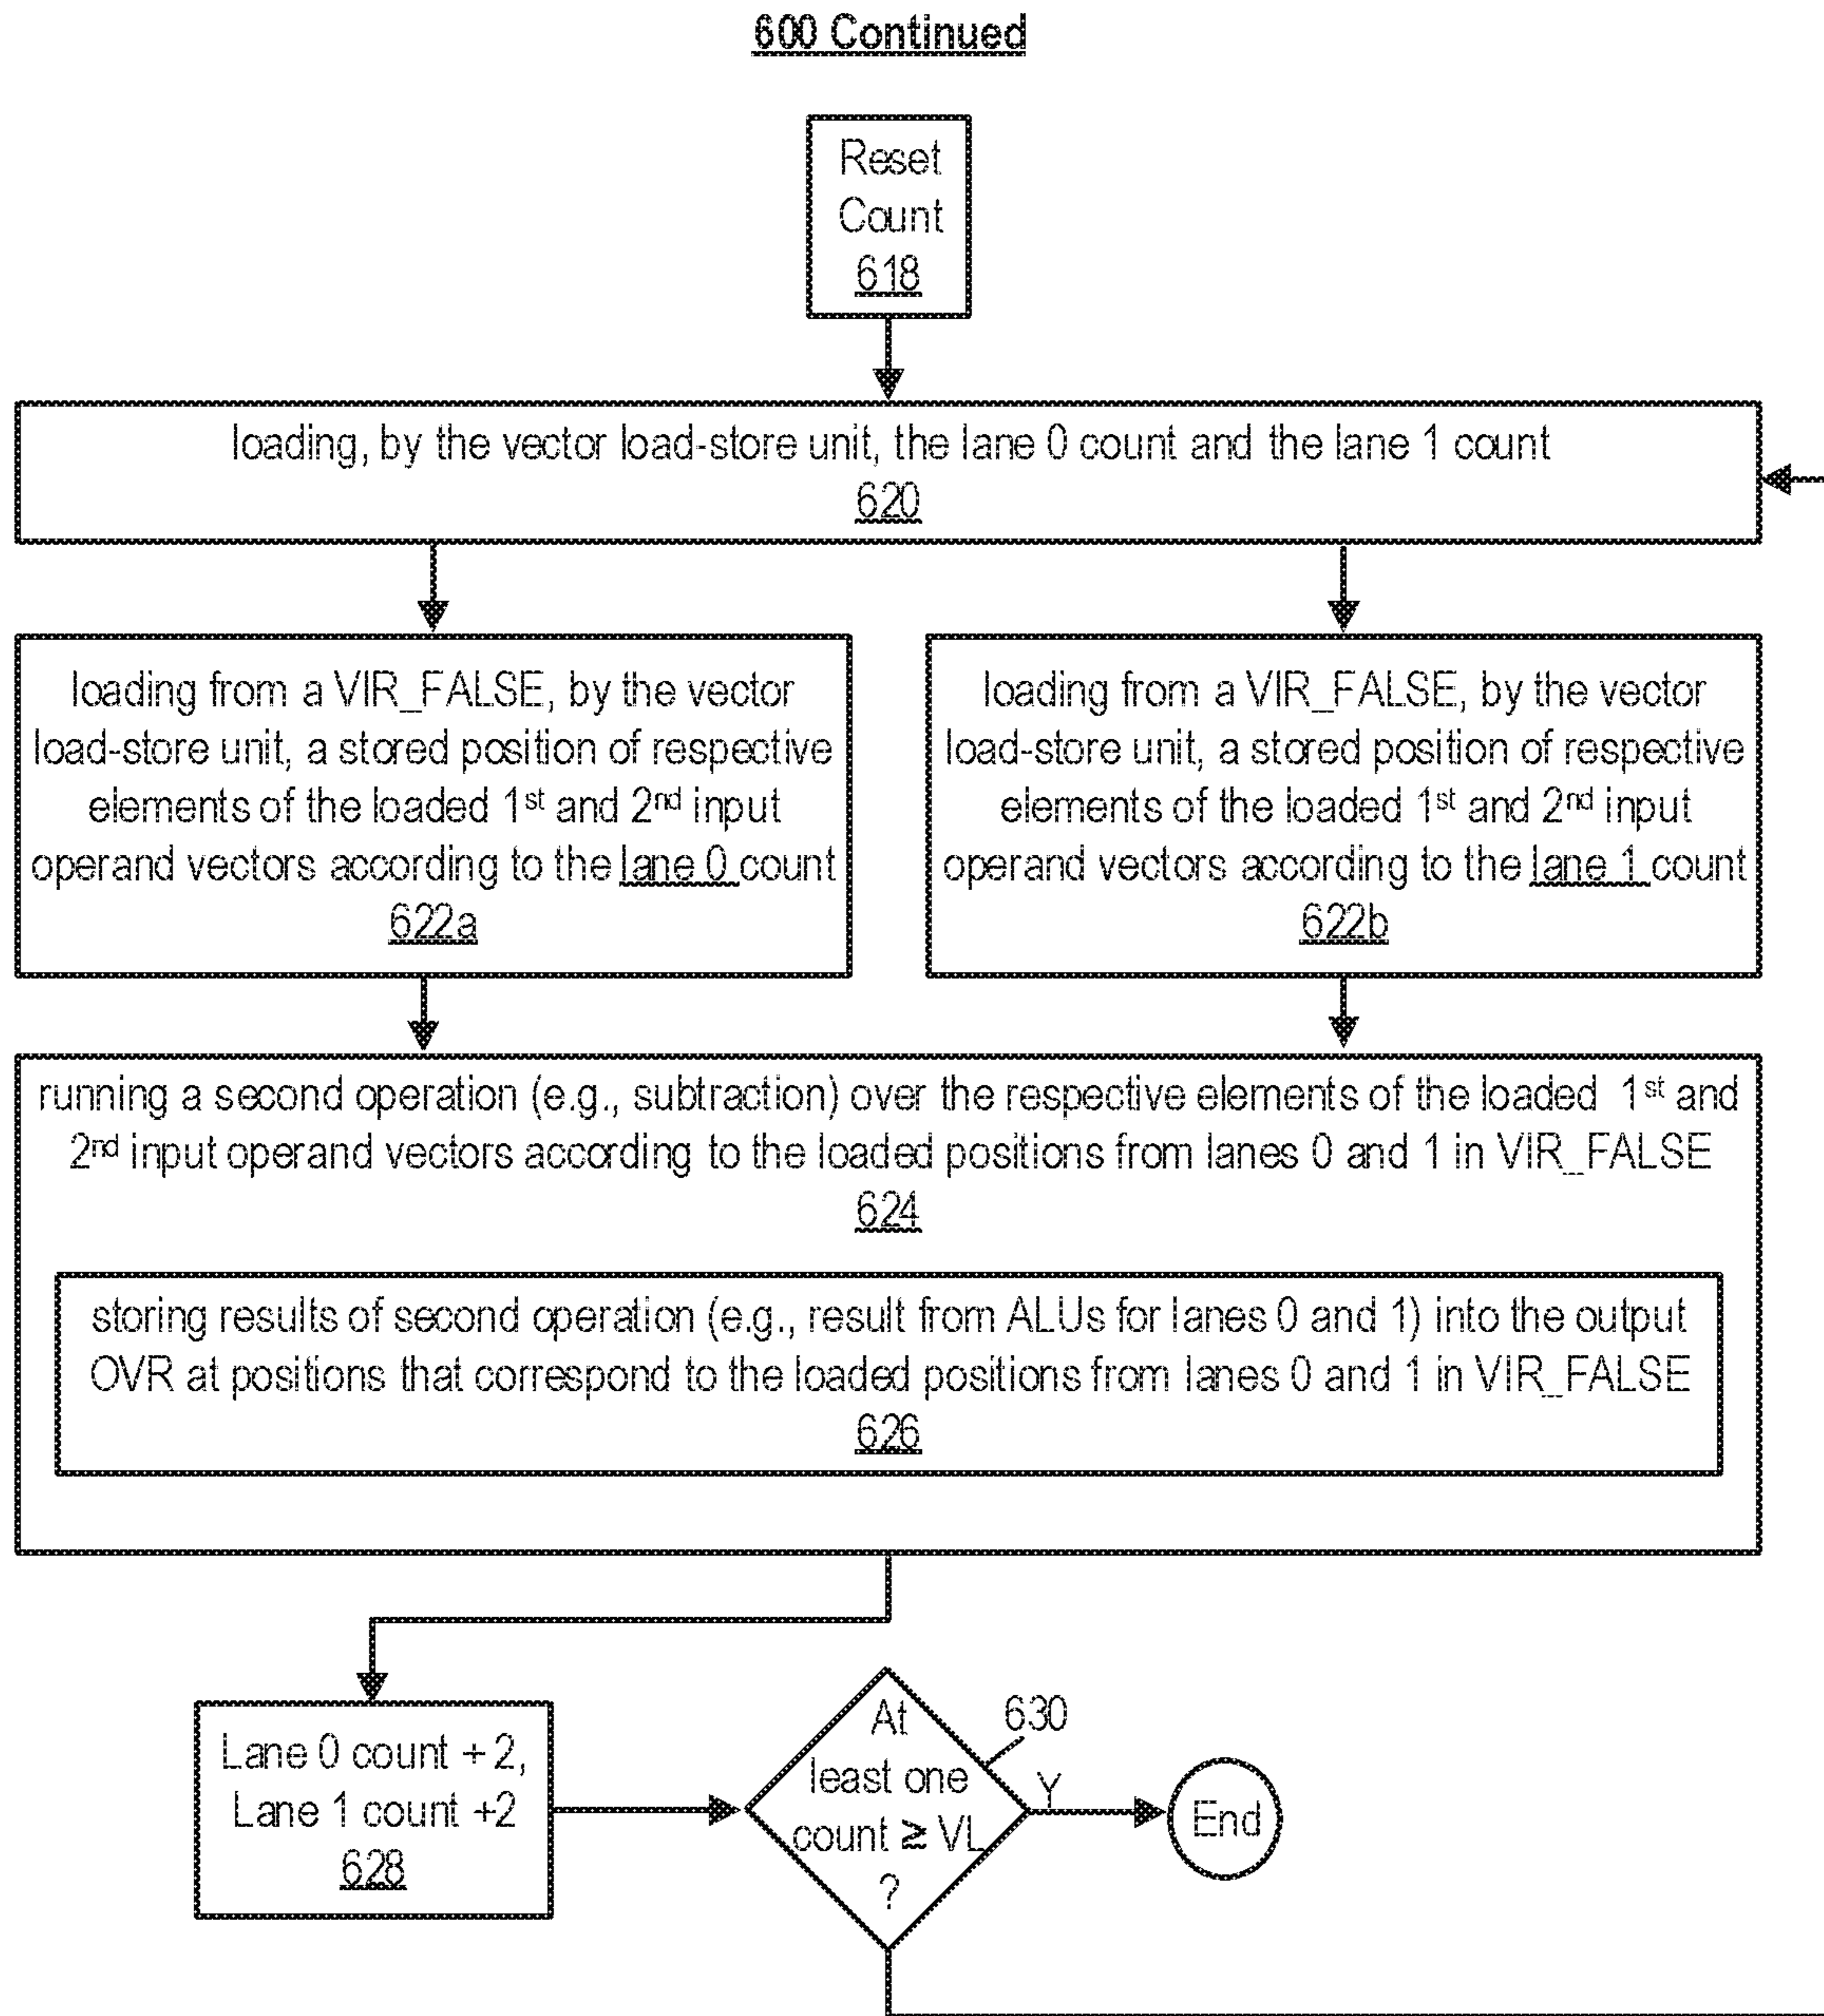 600 Continued
Reset
Count
618
loading, by the vector load-store unit, the lane 0 count and the lane 1 count
620
loading from a VIR_FALSE, by the vector
load-store unit, a stored position of respective
elements of the loaded 1st and 2nd input
operand vectors according to the lane 0 count
622a
loading from a VIR_FALSE, by the vector
load-store unit, a stored position of respective
elements of the loaded 1st and 2nd input
operand vectors according to the lane 1 count
622b
running a second operation (e.g., subtraction) over the respective elements of the loaded 1st and
2nd input operand vectors according to the loaded positions from lanes 0 and 1 in VIR_FALSE
624
storing results of second operation (e.g., result from ALUs for lanes 0 and 1) into the output
OVR at positions that correspond to the loaded positions from lanes 0 and 1 in VIR_FALSE
626
Lane 0 count + 2,
Lane 1 count +2
628
At
least one
count ≥ VL
?
630
Y
End